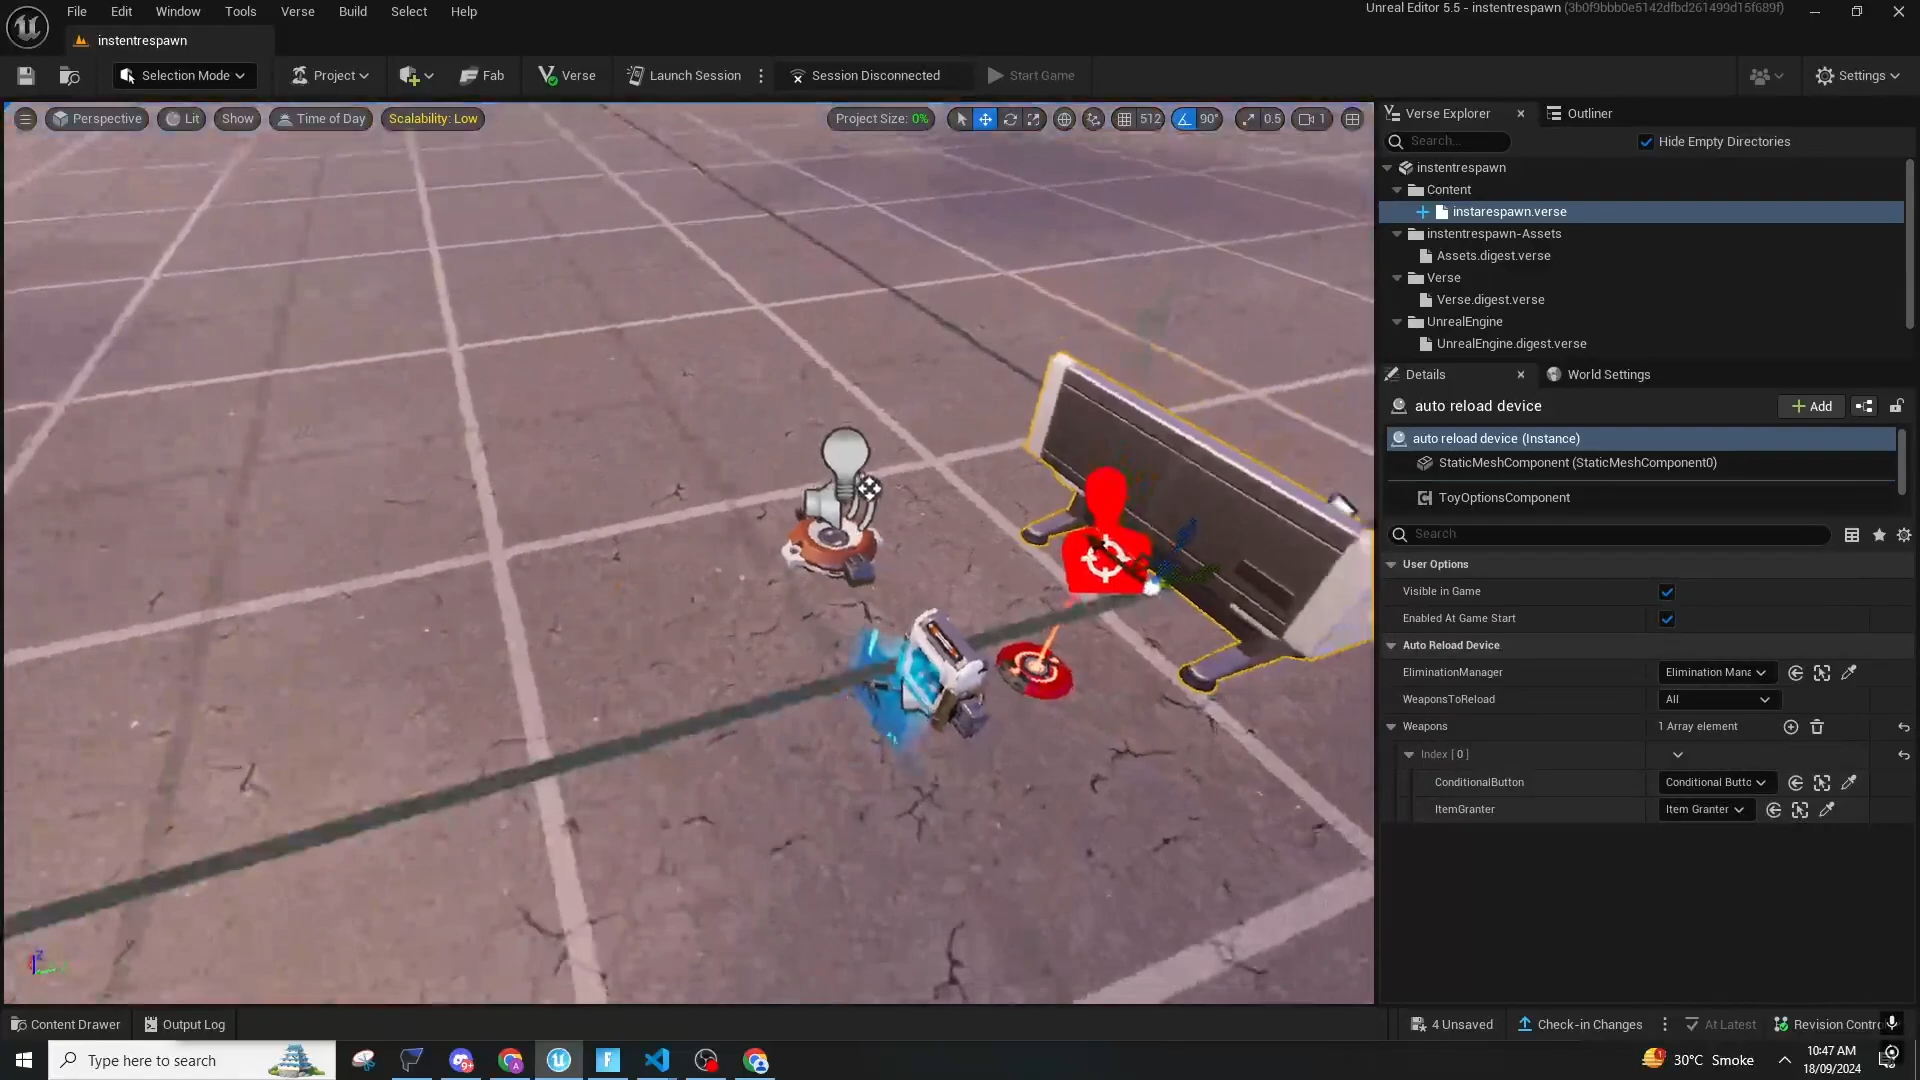 File Edit Window Tools Verse Build Select Help
Unreal Editor 5.5 - instentrespawn (3b0f9bbb0e5142dfbd261499d15f689f)
instentrespawn
Selection Mode
Project
Fab
Verse
Launch Session
Session Disconnected
Start Game
Settings
Perspective
Lit
Show
Time of Day
Scalability: Low
Project Size: 0%
512
90°
0.5
1
Verse Explorer
Outliner
Search...
Hide Empty Directories
instentrespawn
Content
instarespawn.verse
instentrespawn-Assets
Assets.digest.verse
Verse
Verse.digest.verse
UnrealEngine
UnrealEngine.digest.verse
Details
World Settings
auto reload device
Add
auto reload device (Instance)
StaticMeshComponent (StaticMeshComponent0)
ToyOptionsComponent
Search
User Options
Visible in Game
Enabled At Game Start
Auto Reload Device
EliminationManager Elimination Mana
WeaponsToReload All
Weapons 1 Array element
Index [ 0 ]
ConditionalButton Conditional Butto
ItemGranter Item Granter
Content Drawer
Output Log
4 Unsaved
Check-in Changes
At Latest
Revision Contro
Type here to search
9+
30°C Smoke
10:47 AM
18/09/2024